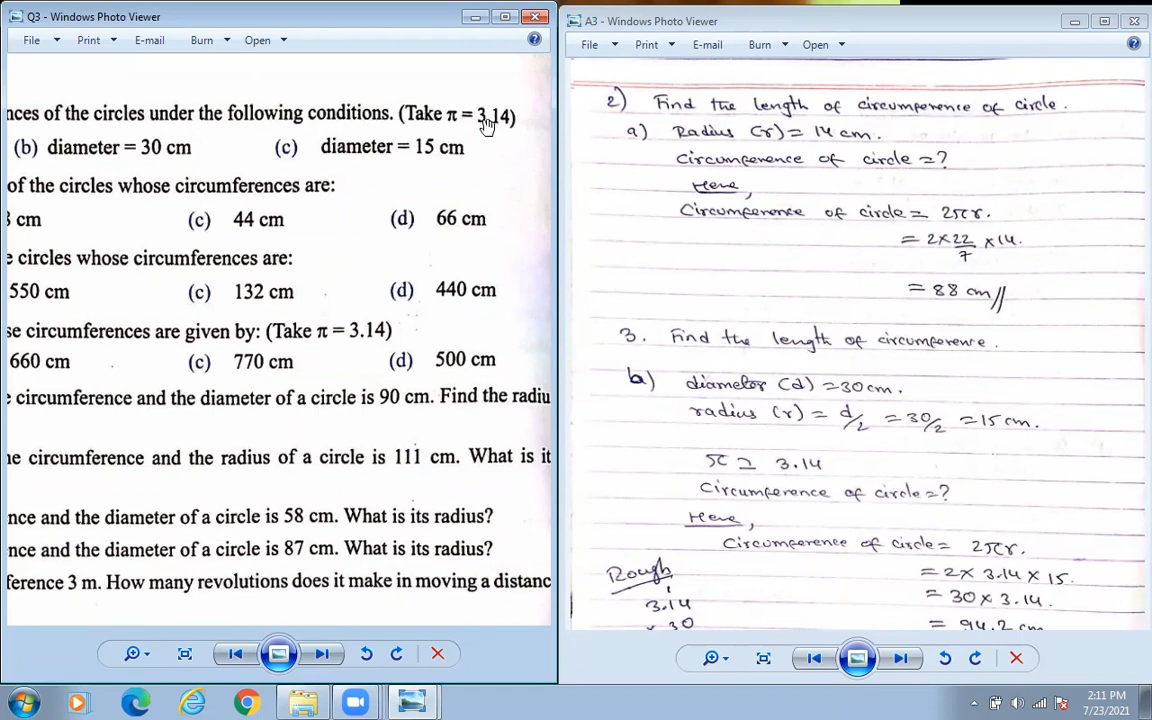 Q3 - Windows Photo Viewer
File Print E-mail Burn Open
nces of the circles under the following conditions. (Take π = 3.14)
(b) diameter = 30 cm (c) diameter = 15 cm
of the circles whose circumferences are:
cm (c) 44 cm (d) 66 cm
e circles whose circumferences are:
550 cm (c) 132 cm (d) 440 cm
se circumferences are given by: (Take π = 3.14)
660 cm (c) 770 cm (d) 500 cm
e circumference and the diameter of a circle is 90 cm. Find the radiu
ne circumference and the radius of a circle is 111 cm. What is it
nce and the diameter of a circle is 58 cm. What is its radius?
nce and the diameter of a circle is 87 cm. What is its radius?
ference 3 m. How many revolutions does it make in moving a distanc
A3 - Windows Photo Viewer
File Print E-mail Burn Open
2) Find the length of circumference of circle.
a) Radius (r) = 14 cm.
Circumference of circle = ?
Here,
Circumference of circle = 2πr.
= 2 × 22/7 × 14.
= 88 cm //
3. Find the length of circumference.
b) diameter (d) = 30 cm.
radius (r) = d/2 = 30/2 = 15 cm.
π = 3.14
Circumference of circle = ?
Here,
Circumference of circle = 2πr.
= 2 × 3.14 × 15.
= 30 × 3.14.
= 94.2 cm
Rough
3.14
× 30
2:11 PM
7/23/2021